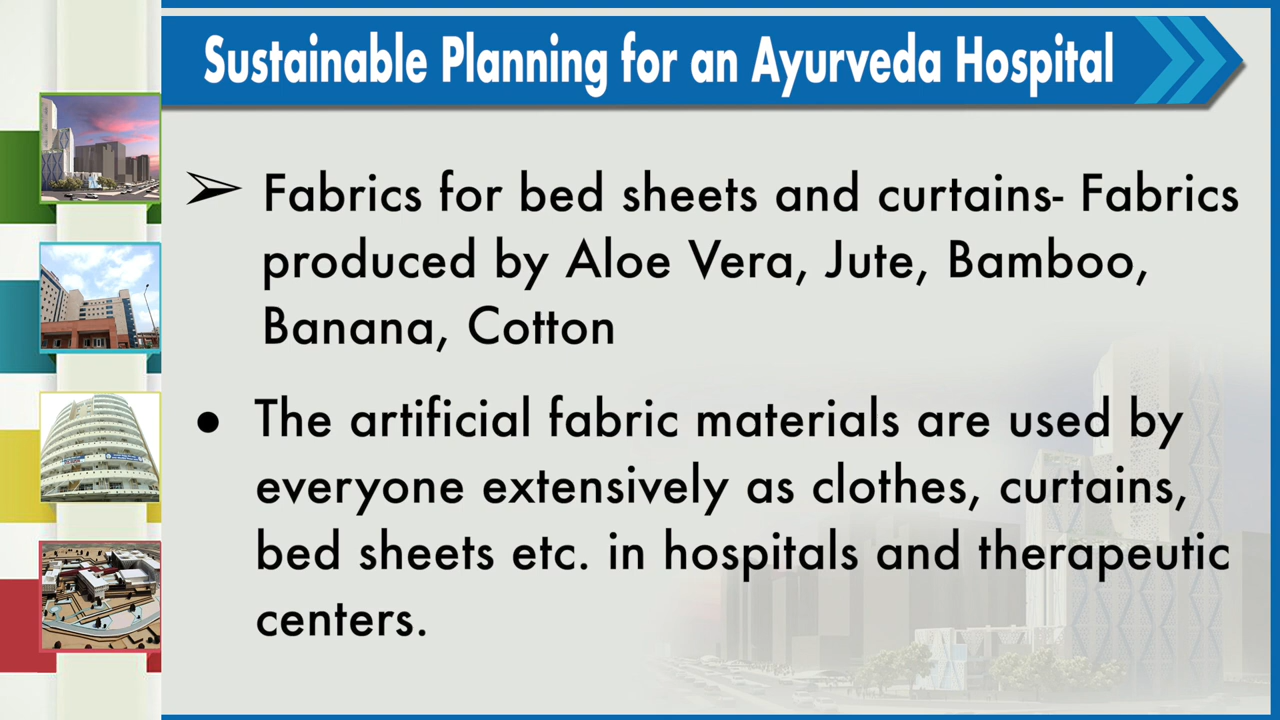 Sustainable Planning for an Ayurveda Hospital
➢ Fabrics for bed sheets and curtains- Fabrics
produced by Aloe Vera, Jute, Bamboo,
Banana, Cotton
● The artificial fabric materials are used by
everyone extensively as clothes, curtains,
bed sheets etc. in hospitals and therapeutic
centers.